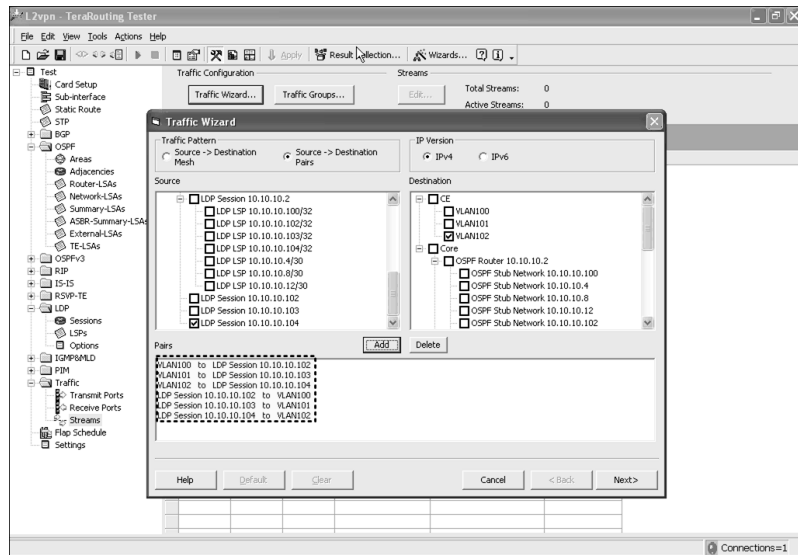 L2vpn - TeraRouting Tester
File Edit View Tools Actions Help
Apply Result Collection... Wizards...
Test
Card Setup
Sub-interface
Static Route
STP
BGP
OSPF
Areas
Adjacencies
Router-LSAs
Network-LSAs
Summary-LSAs
ASBR-Summary-LSAs
External-LSAs
TE-LSAs
OSPFv3
RIP
IS-IS
RSVP-TE
LDP
Sessions
LSPs
Options
IGMP&MLD
PIM
Traffic
Transmit Ports
Receive Ports
Streams
Flap Schedule
Settings
Traffic Configuration
Traffic Wizard... Traffic Groups...
Streams
Edit...
Total Streams: 0
Active Streams: 0
Traffic Wizard
Traffic Pattern
Source -> Destination Mesh
Source -> Destination Pairs
IP Version
IPv4 IPv6
Source
LDP Session 10.10.10.2
LDP LSP 10.10.10.100/32
LDP LSP 10.10.10.102/32
LDP LSP 10.10.10.103/32
LDP LSP 10.10.10.104/32
LDP LSP 10.10.10.4/30
LDP LSP 10.10.10.8/30
LDP LSP 10.10.10.12/30
LDP Session 10.10.10.102
LDP Session 10.10.10.103
LDP Session 10.10.10.104
Destination
CE
VLAN100
VLAN101
VLAN102
Core
OSPF Router 10.10.10.2
OSPF Stub Network 10.10.10.100
OSPF Stub Network 10.10.10.4
OSPF Stub Network 10.10.10.8
OSPF Stub Network 10.10.10.12
OSPF Stub Network 10.10.10.102
Pairs
Add Delete
VLAN100 to LDP Session 10.10.10.102
VLAN101 to LDP Session 10.10.10.103
VLAN102 to LDP Session 10.10.10.104
LDP Session 10.10.10.102 to VLAN100
LDP Session 10.10.10.103 to VLAN101
LDP Session 10.10.10.104 to VLAN102
Help Default Clear Cancel < Back Next>
Connections=1